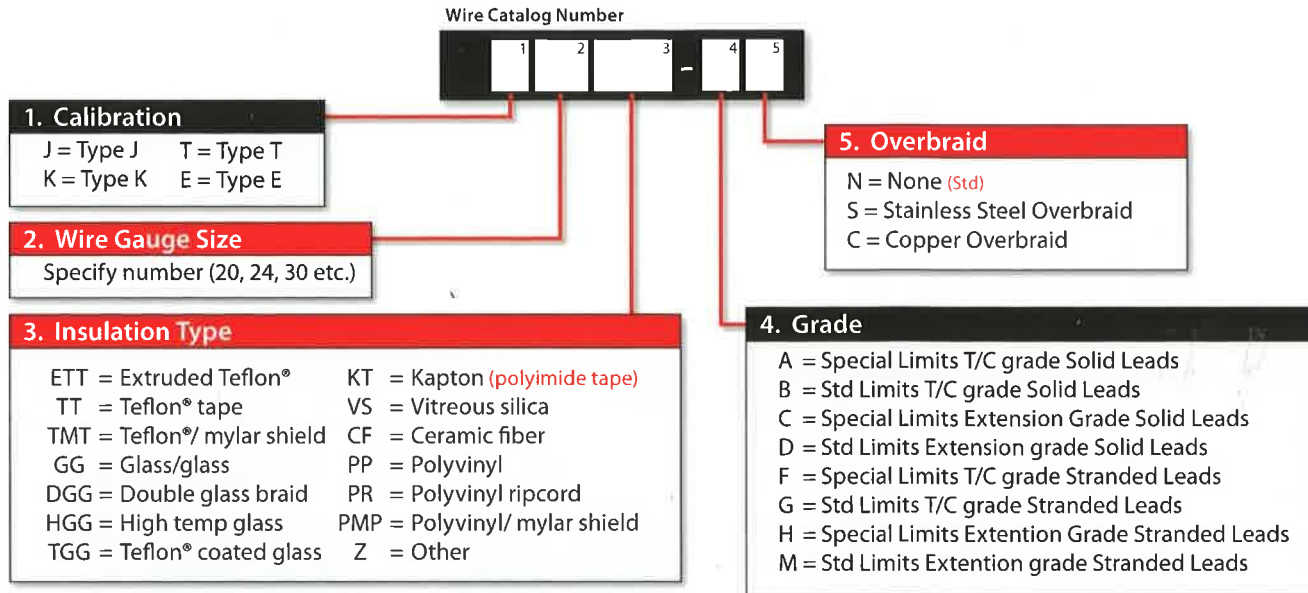 Wire Catalog Number
1 2 3 - 4 5
1. Calibration
J = Type J T = Type T
K = Type K E = Type E
2. Wire Gauge Size
Specify number (20, 24, 30 etc.)
3. Insulation Type
ETT = Extruded Teflon® KT = Kapton (polyimide tape)
TT = Teflon® tape VS = Vitreous silica
TMT = Teflon®/ mylar shield CF = Ceramic fiber
GG = Glass/glass PP = Polyvinyl
DGG = Double glass braid PR = Polyvinyl ripcord
HGG = High temp glass PMP = Polyvinyl/ mylar shield
TGG = Teflon® coated glass Z = Other
5. Overbraid
N = None (Std)
S = Stainless Steel Overbraid
C = Copper Overbraid
4. Grade
A = Special Limits T/C grade Solid Leads
B = Std Limits T/C grade Solid Leads
C = Special Limits Extension Grade Solid Leads
D = Std Limits Extension grade Solid Leads
F = Special Limits T/C grade Stranded Leads
G = Std Limits T/C grade Stranded Leads
H = Special Limits Extention Grade Stranded Leads
M = Std Limits Extention grade Stranded Leads